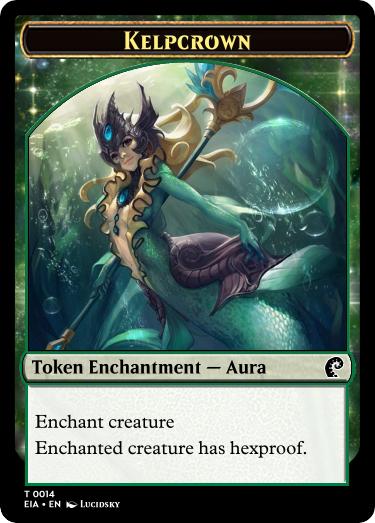 Kelpcrown
Token Enchantment — Aura
Enchant creature
Enchanted creature has hexproof.
T 0014
EIA • EN Lucidsky